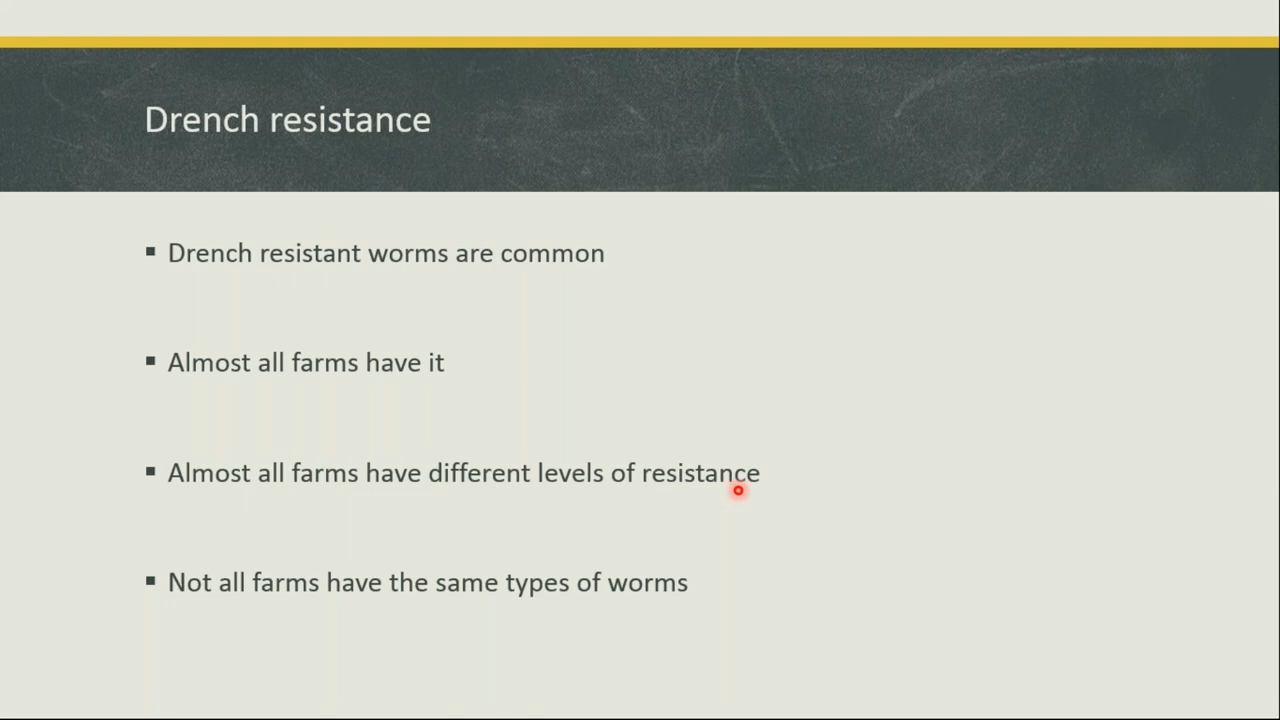 Drench resistance
▪ Drench resistant worms are common
▪ Almost all farms have it
▪ Almost all farms have different levels of resistance
▪ Not all farms have the same types of worms